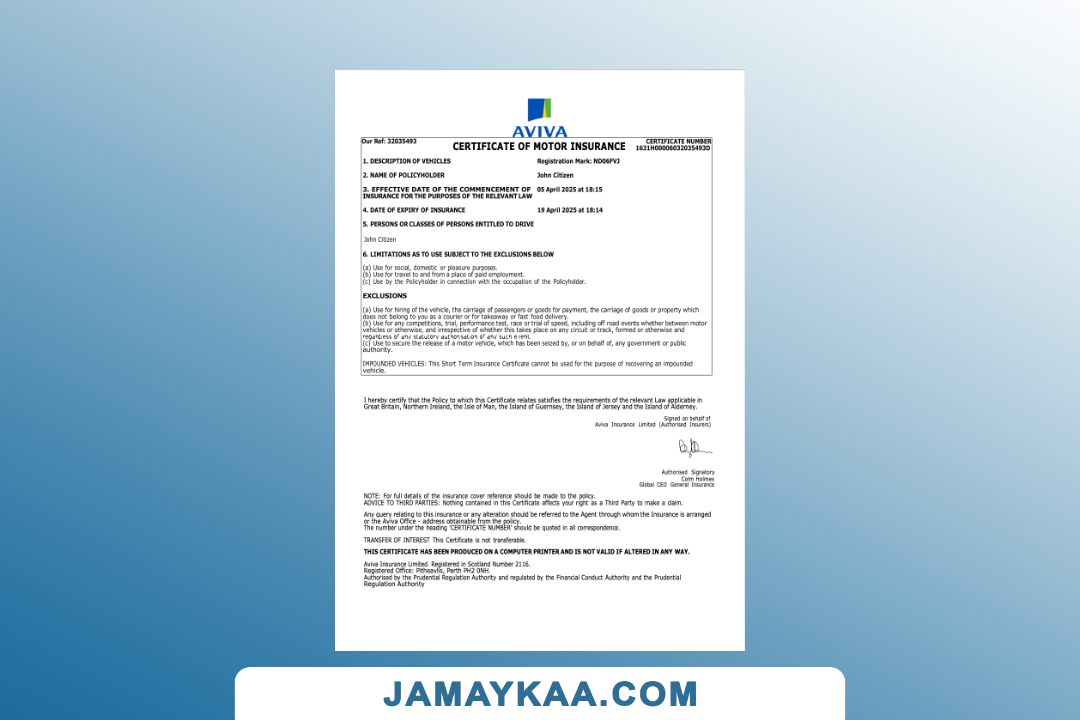 AVIVA
Our Ref: 32035493
CERTIFICATE OF MOTOR INSURANCE
CERTIFICATE NUMBER
1631H00006032035493D
1. DESCRIPTION OF VEHICLES
Registration Mark: ND06FVJ
2. NAME OF POLICYHOLDER
John Citizen
3. EFFECTIVE DATE OF THE COMMENCEMENT OF
INSURANCE FOR THE PURPOSES OF THE RELEVANT LAW
05 April 2025 at 18:15
4. DATE OF EXPIRY OF INSURANCE
19 April 2025 at 18:14
5. PERSONS OR CLASSES OF PERSONS ENTITLED TO DRIVE
John Citizen
6. LIMITATIONS AS TO USE SUBJECT TO THE EXCLUSIONS BELOW
(a) Use for social, domestic or pleasure purposes.
(b) Use for travel to and from a place of paid employment.
(c) Use by the Policyholder in connection with the occupation of the Policyholder.
EXCLUSIONS
(a) Use for hiring of the vehicle, the carriage of passengers or goods for payment, the carriage of goods or property which
does not belong to you as a courier or for takeaway or fast food delivery.
(b) Use for any competitions, trial, performance test, race or trial of speed, including off road events whether between motor
vehicles or otherwise, and irrespective of whether this takes place on any circuit or track, formed or otherwise and
regardless of any statutory authorisation of any such event.
(c) Use to secure the release of a motor vehicle, which has been seized by, or on behalf of, any government or public
authority.
IMPOUNDED VEHICLES: This Short Term Insurance Certificate cannot be used for the purpose of recovering an impounded
vehicle.
I hereby certify that the Policy to which this Certificate relates satisfies the requirements of the relevant Law applicable in
Great Britain, Northern Ireland, the Isle of Man, the Island of Guernsey, the Island of Jersey and the Island of Alderney.
Signed on behalf of
Aviva Insurance Limited (Authorised Insurers)
Authorised Signatory
Colm Holmes
Global CEO General Insurance
NOTE: For full details of the insurance cover reference should be made to the policy.
ADVICE TO THIRD PARTIES: Nothing contained in this Certificate affects your right as a Third Party to make a claim.
Any query relating to this insurance or any alteration should be referred to the Agent through whom the Insurance is arranged
or the Aviva Office - address obtainable from the policy.
The number under the heading 'CERTIFICATE NUMBER' should be quoted in all correspondence.
TRANSFER OF INTEREST This Certificate is not transferable.
THIS CERTIFICATE HAS BEEN PRODUCED ON A COMPUTER PRINTER AND IS NOT VALID IF ALTERED IN ANY WAY.
Aviva Insurance Limited. Registered in Scotland Number 2116.
Registered Office: Pitheavlis, Perth PH2 0NH.
Authorised by the Prudential Regulation Authority and regulated by the Financial Conduct Authority and the Prudential
Regulation Authority
JAMAYKAA.COM